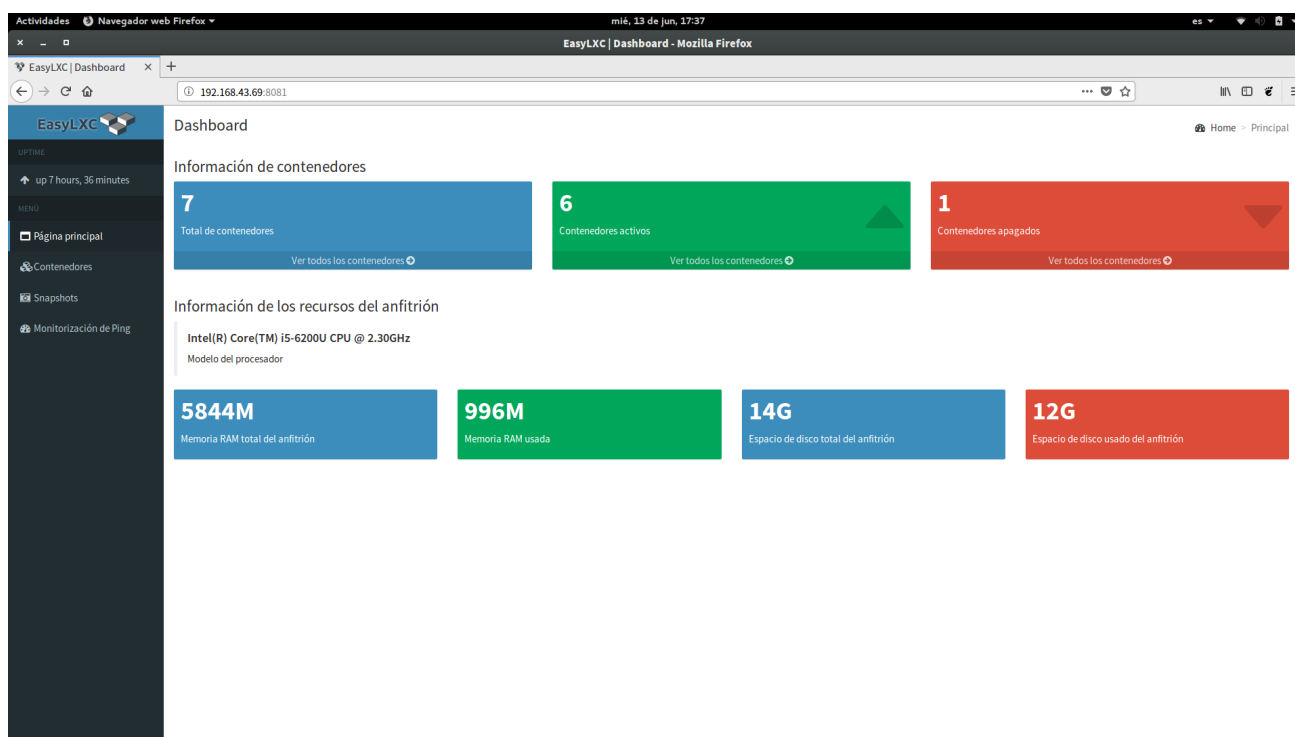 Actividades Navegador web Firefox mié, 13 de jun, 17:37 es
EasyLXC | Dashboard - Mozilla Firefox
EasyLXC | Dashboard
192.168.43.69:8081
EasyLXC
Dashboard
Home > Principal
UPTIME
up 7 hours, 36 minutes
MENÚ
Página principal
Contenedores
Snapshots
Monitorización de Ping
Información de contenedores
7
Total de contenedores
Ver todos los contenedores
6
Contenedores activos
Ver todos los contenedores
1
Contenedores apagados
Ver todos los contenedores
Información de los recursos del anfitrión
Intel(R) Core(TM) i5-6200U CPU @ 2.30GHz
Modelo del procesador
5844M
Memoria RAM total del anfitrión
996M
Memoria RAM usada
14G
Espacio de disco total del anfitrión
12G
Espacio de disco usado del anfitrión